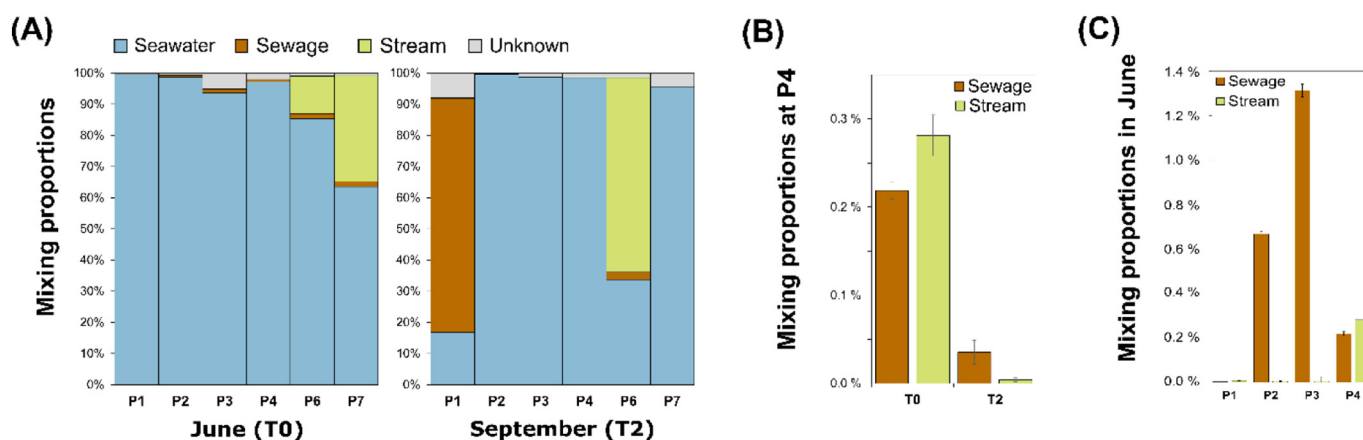 (A)
Seawater Sewage Stream Unknown
Mixing proportions
100%
90%
80%
70%
60%
50%
40%
30%
20%
10%
0%
P1 P2 P3 P4 P6 P7
June (T0)
100%
90%
80%
70%
60%
50%
40%
30%
20%
10%
0%
P1 P2 P3 P4 P6 P7
September (T2)
(B)
Mixing proportions at P4
Sewage
Stream
0.3%
0.2%
0.1%
0.0 %
T0 T2
(C)
Mixing proportions in June
Sewage
Stream
1.4 %
1.2 %
1.0 %
0.8 %
0.6 %
0.4 %
0.2 %
0.0 %
P1 P2 P3 P4